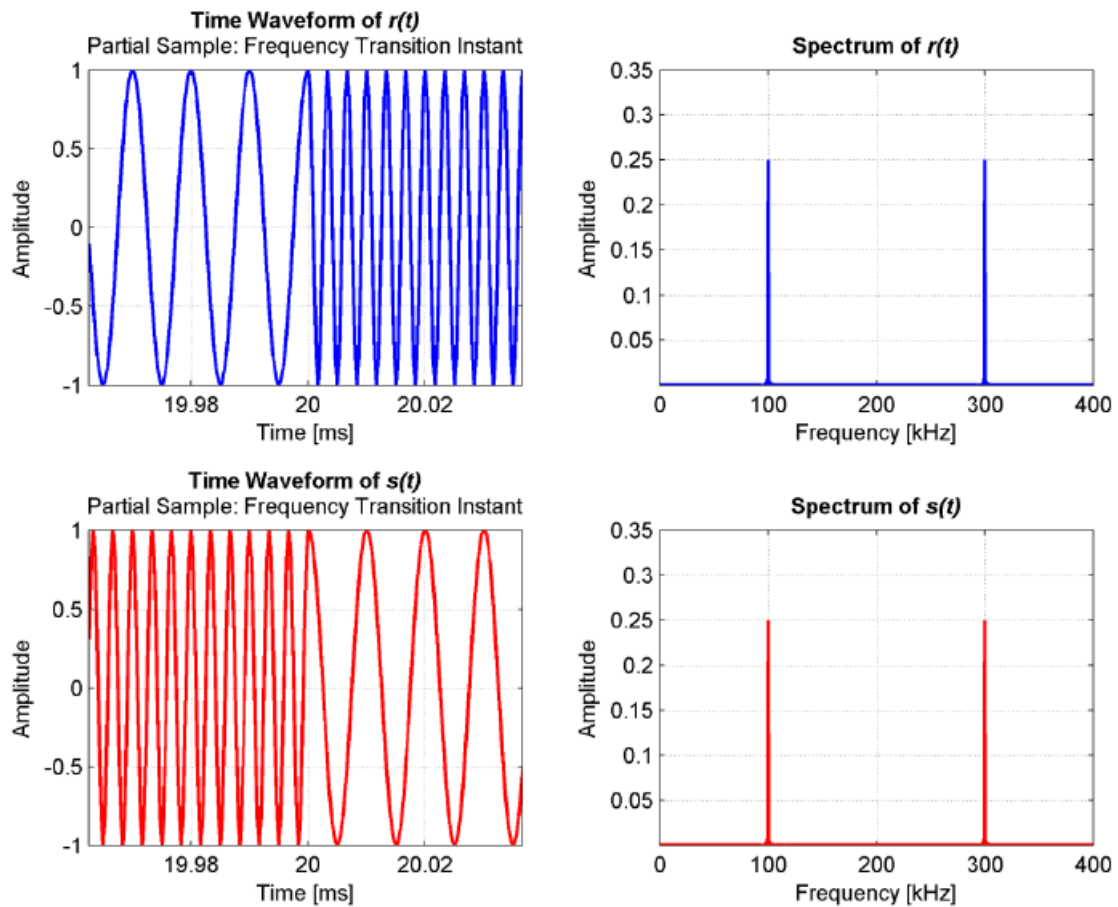 Time Waveform of r(t)
Partial Sample: Frequency Transition Instant
1
0.5
0
-0.5
-1
Amplitude
19.98
20
20.02
Time [ms]
Spectrum of r(t)
0.35
0.3
0.25
0.2
0.15
0.1
0.05
Amplitude
0
100
200
300
400
Frequency [kHz]
Time Waveform of s(t)
Partial Sample: Frequency Transition Instant
1
0.5
0
-0.5
-1
Amplitude
19.98
20
20.02
Time [ms]
Spectrum of s(t)
0.35
0.3
0.25
0.2
0.15
0.1
0.05
Amplitude
0
100
200
300
400
Frequency [kHz]